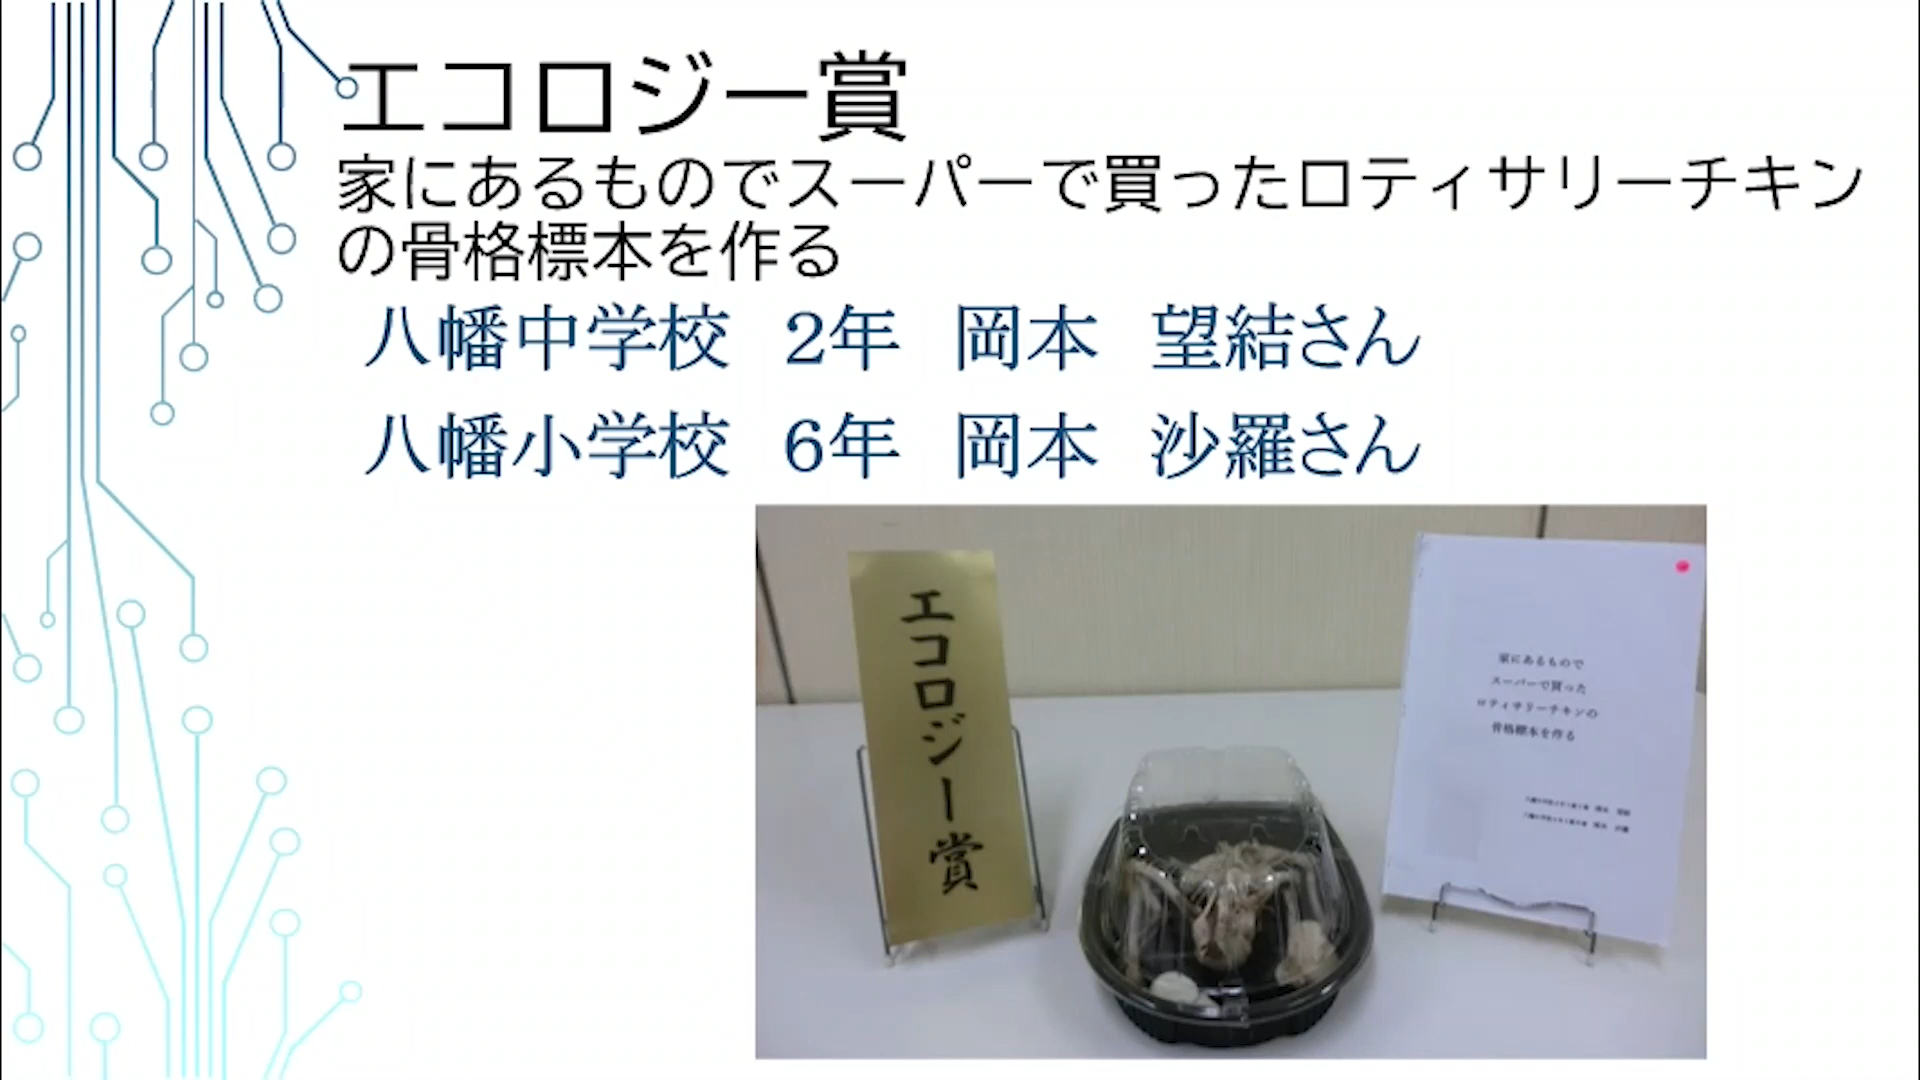 エコロジー賞
家にあるものでスーパーで買ったロティサリーチキン
の骨格標本を作る
八幡中学校　2年　岡本　望結さん
八幡小学校　6年　岡本　沙羅さん
エコロジー賞
家にあるもので
スーパーで買った
ロティサリーチキンの
骨格標本を作る